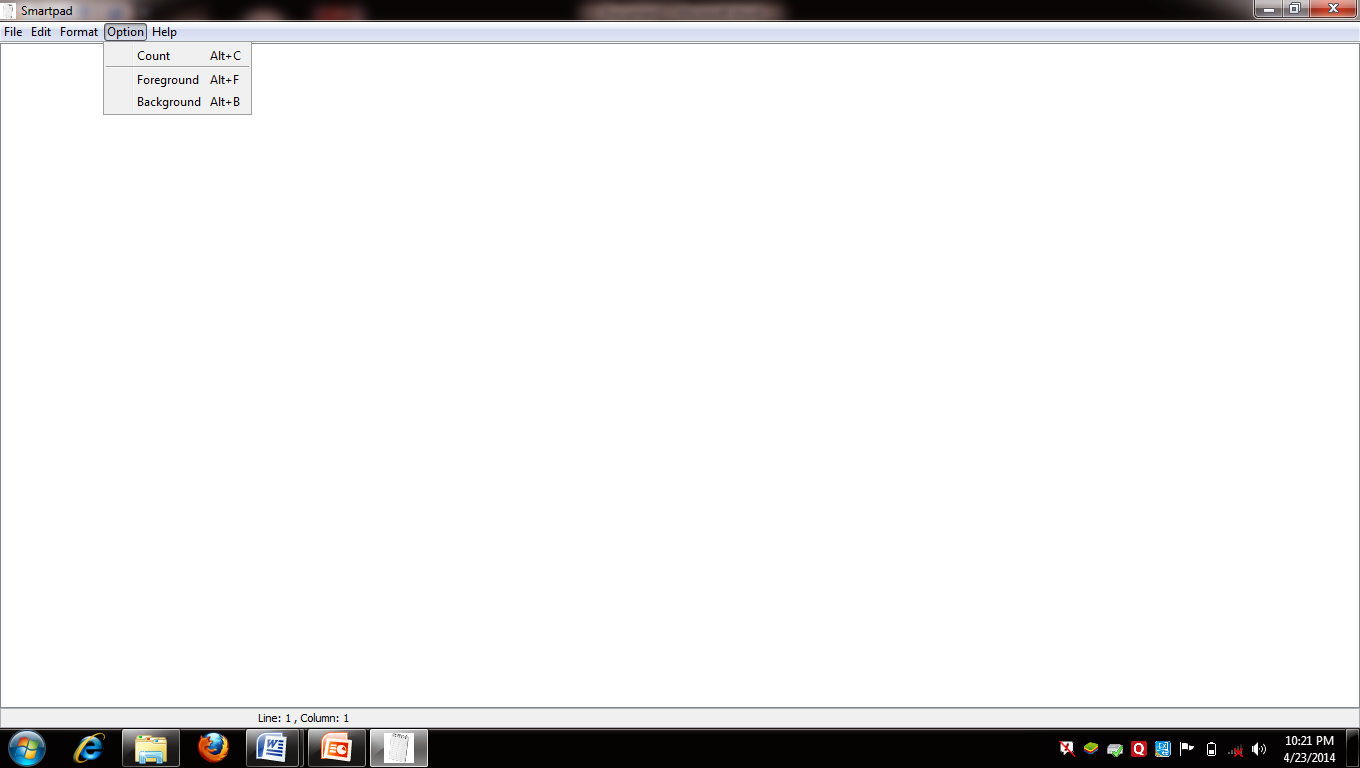 Smartpad
File Edit Format Option Help
Count Alt+C
Foreground Alt+F
Background Alt+B
Line: 1 , Column: 1
10:21 PM
4/23/2014